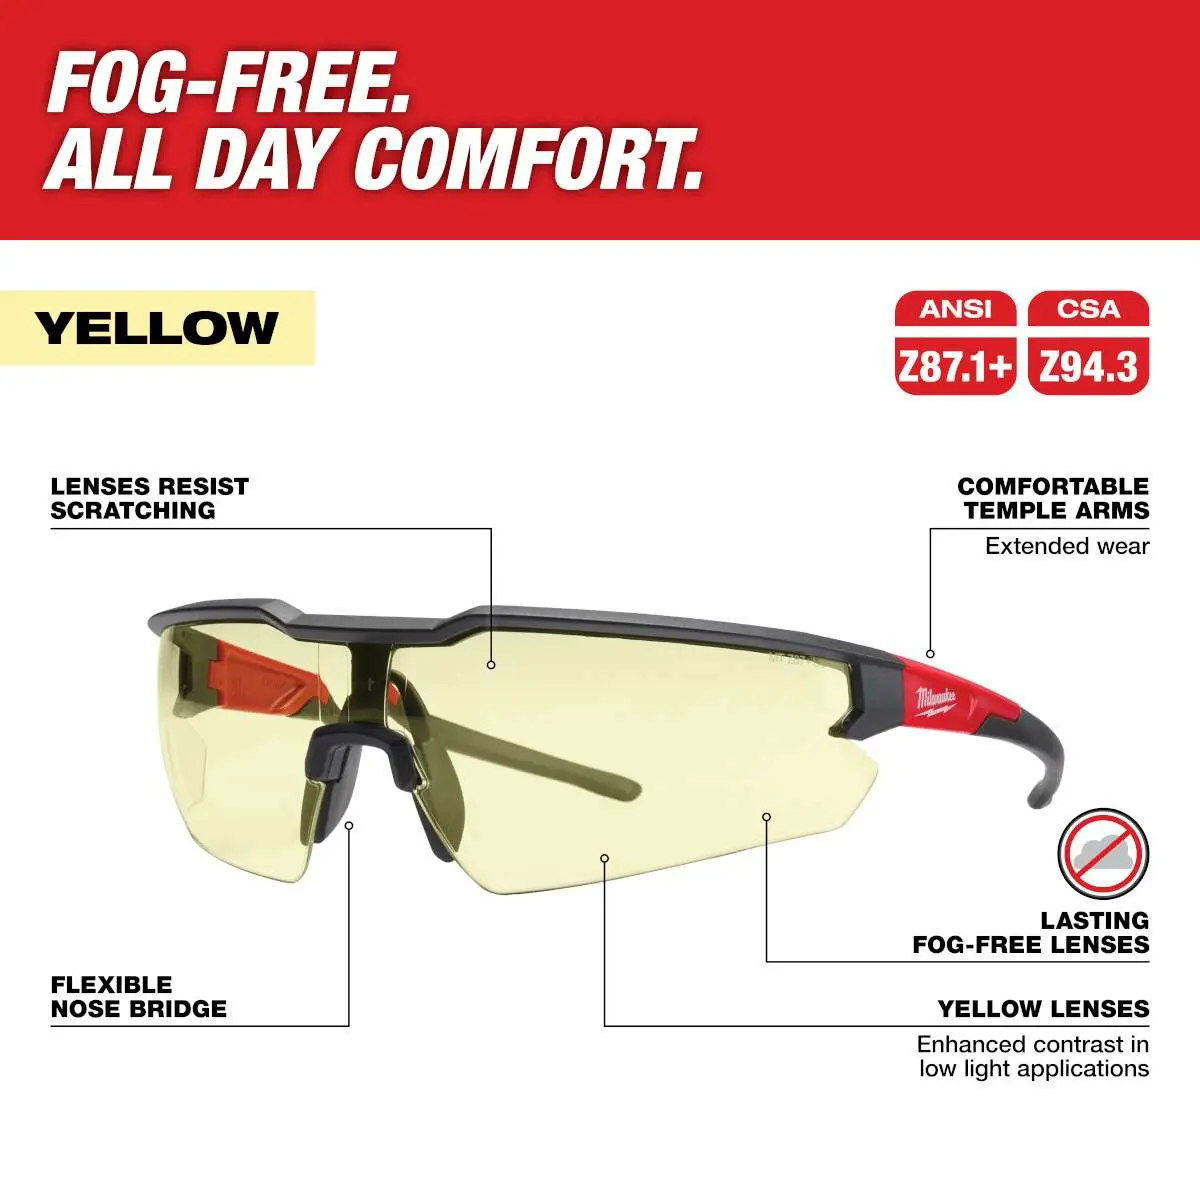 FOG-FREE.
ALL DAY COMFORT.
YELLOW
ANSI
Z87.1+
CSA
Z94.3
LENSES RESIST
SCRATCHING
COMFORTABLE
TEMPLE ARMS
Extended wear
Milwaukee
LASTING
FOG-FREE LENSES
FLEXIBLE
NOSE BRIDGE
YELLOW LENSES
Enhanced contrast in
low light applications